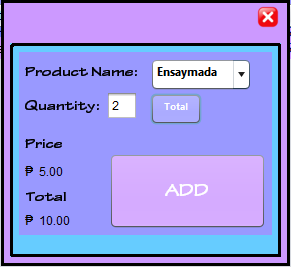 Product Name: Ensaymada
Quantity: 2 Total
Price
₱ 5.00
Total
₱ 10.00
ADD